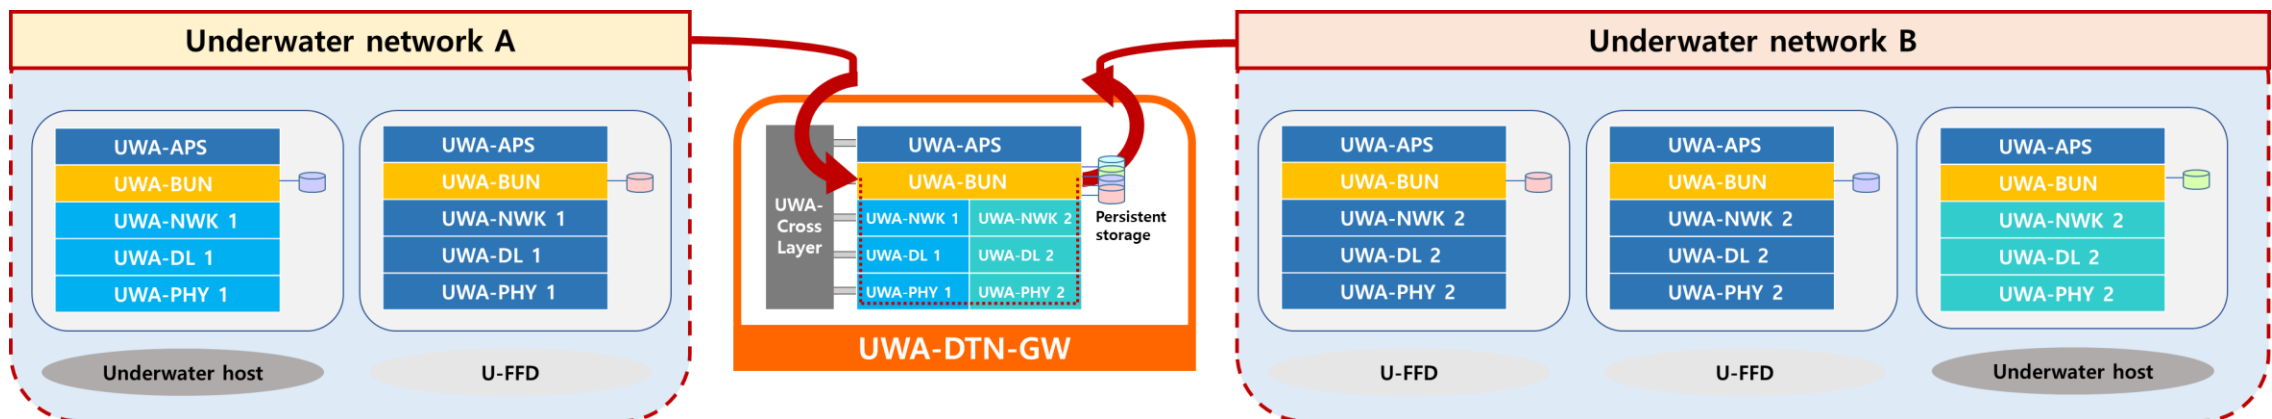 Underwater network A
UWA-APS
UWA-BUN
UWA-NWK 1
UWA-DL 1
UWA-PHY 1
Underwater host
UWA-APS
UWA-BUN
UWA-NWK 1
UWA-DL 1
UWA-PHY 1
U-FFD
UWA-
Cross
Layer
UWA-APS
UWA-BUN
UWA-NWK 1
UWA-NWK 2
UWA-DL 1
UWA-DL 2
UWA-PHY 1
UWA-PHY 2
Persistent
storage
UWA-DTN-GW
Underwater network B
UWA-APS
UWA-BUN
UWA-NWK 2
UWA-DL 2
UWA-PHY 2
U-FFD
UWA-APS
UWA-BUN
UWA-NWK 2
UWA-DL 2
UWA-PHY 2
U-FFD
UWA-APS
UWA-BUN
UWA-NWK 2
UWA-DL 2
UWA-PHY 2
Underwater host